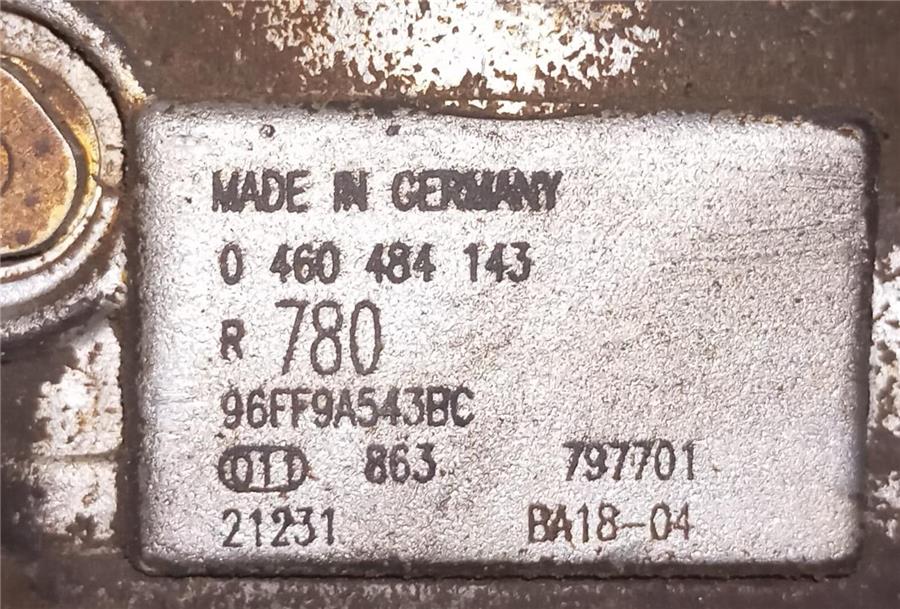 MADE IN GERMANY
0 460 484 143
R 780
96FF9A543BC
011 863 797701
21231 BA18-04